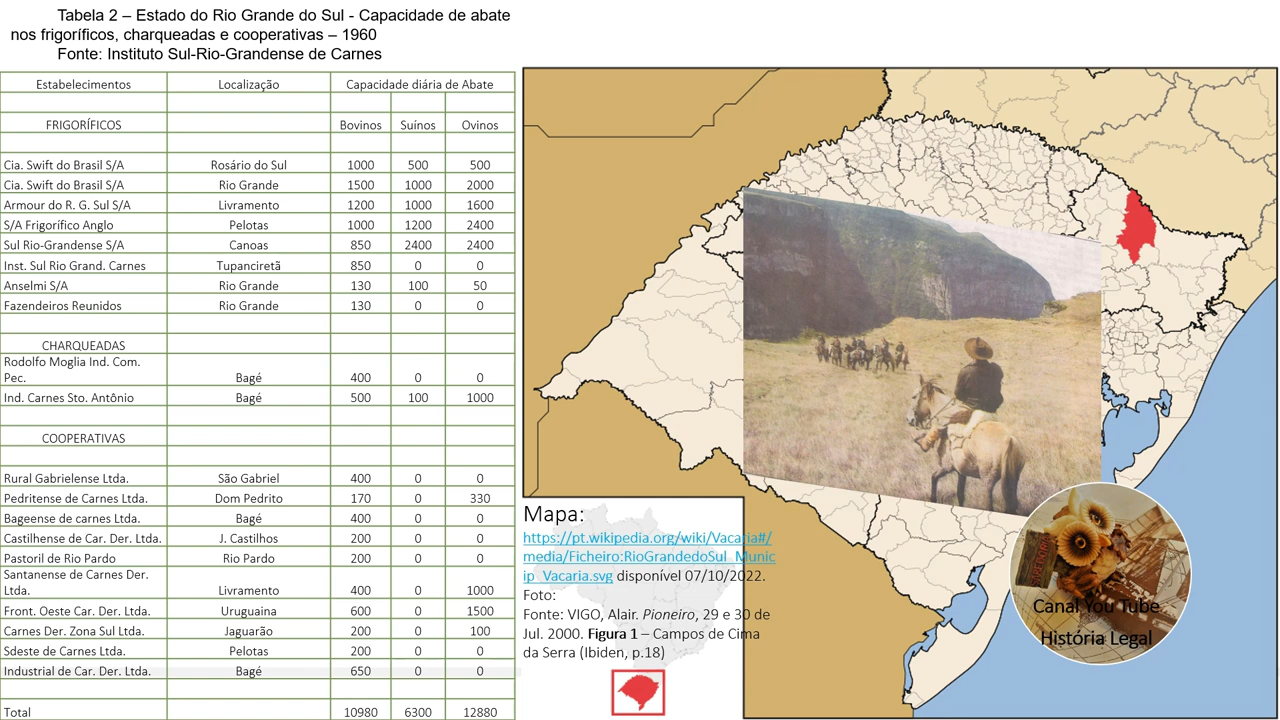 Tabela 2 – Estado do Rio Grande do Sul - Capacidade de abate
nos frigoríficos, charqueadas e cooperativas – 1960
Fonte: Instituto Sul-Rio-Grandense de Carnes
Estabelecimentos Localização Capacidade diária de Abate
FRIGORÍFICOS Bovinos Suínos Ovinos
Cia. Swift do Brasil S/A Rosário do Sul 1000 500 500
Cia. Swift do Brasil S/A Rio Grande 1500 1000 2000
Armour do R. G. Sul S/A Livramento 1200 1000 1600
S/A Frigorífico Anglo Pelotas 1000 1200 2400
Sul Rio-Grandense S/A Canoas 850 2400 2400
Inst. Sul Rio Grand. Carnes Tupanciretã 850 0 0
Anselmi S/A Rio Grande 130 100 50
Fazendeiros Reunidos Rio Grande 130 0 0
CHARQUEADAS
Rodolfo Moglia Ind. Com.
Pec. Bagé 400 0 0
Ind. Carnes Sto. Antônio Bagé 500 100 1000
COOPERATIVAS
Rural Gabrielense Ltda. São Gabriel 400 0 0
Pedritense de Carnes Ltda. Dom Pedrito 170 0 330
Bageense de carnes Ltda. Bagé 400 0 0
Castilhense de Car. Der. Ltda. J. Castilhos 200 0 0
Pastoril de Rio Pardo Rio Pardo 200 0 0
Santanense de Carnes Der.
Ltda. Livramento 400 0 1000
Front. Oeste Car. Der. Ltda. Uruguaina 600 0 1500
Carnes Der. Zona Sul Ltda. Jaguarão 200 0 100
Sdeste de Carnes Ltda. Pelotas 200 0 0
Industrial de Car. Der. Ltda. Bagé 650 0 0
Total 10980 6300 12880
Mapa:
https://pt.wikipedia.org/wiki/Vacaria#/
media/Ficheiro:RioGrandedoSul_Munic
ip_Vacaria.svg disponível 07/10/2022.
Foto:
Fonte: VIGO, Alair. Pioneiro, 29 e 30 de
Jul. 2000. Figura 1 – Campos de Cima
da Serra (Ibiden, p.18)
Canal You Tube
História Legal